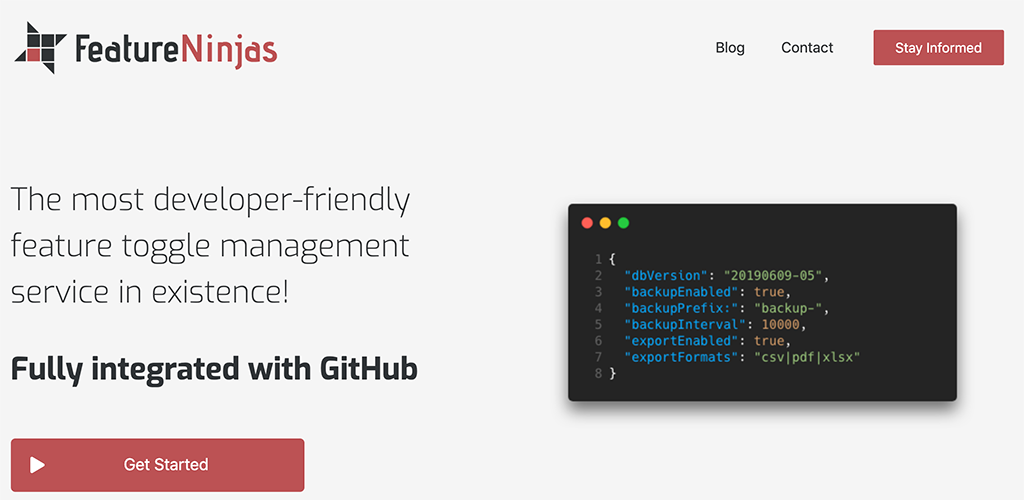 FeatureNinjas
Blog
Contact
Stay Informed
The most developer-friendly
feature toggle management
service in existence!
Fully integrated with GitHub
Get Started
1 {
2 "dbVersion": "20190609-05",
3 "backupEnabled": true,
4 "backupPrefix:": "backup-",
5 "backupInterval": 10000,
6 "exportEnabled": true,
7 "exportFormats": "csv|pdf|xlsx"
8 }